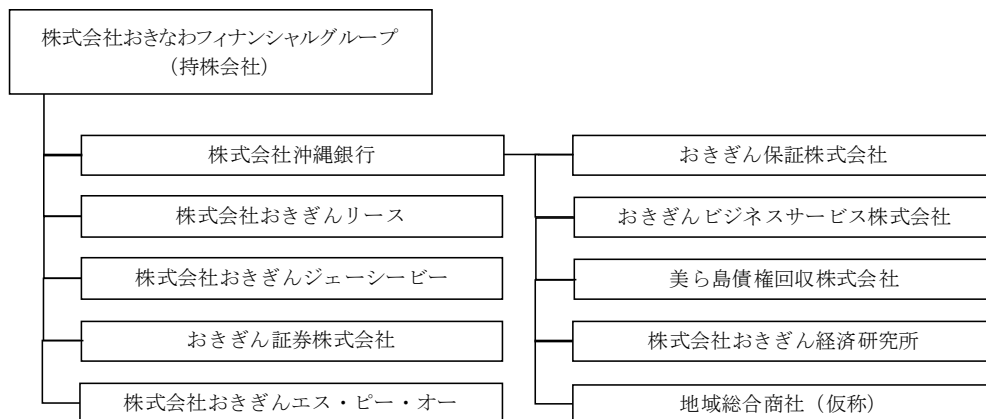 株式会社おきなわフィナンシャルグループ
（持株会社）
株式会社沖縄銀行
おきぎん保証株式会社
株式会社おきぎんリース
おきぎんビジネスサービス株式会社
株式会社おきぎんジェーシービー
美ら島債権回収株式会社
おきぎん証券株式会社
株式会社おきぎん経済研究所
株式会社おきぎんエス・ピー・オー
地域総合商社（仮称）